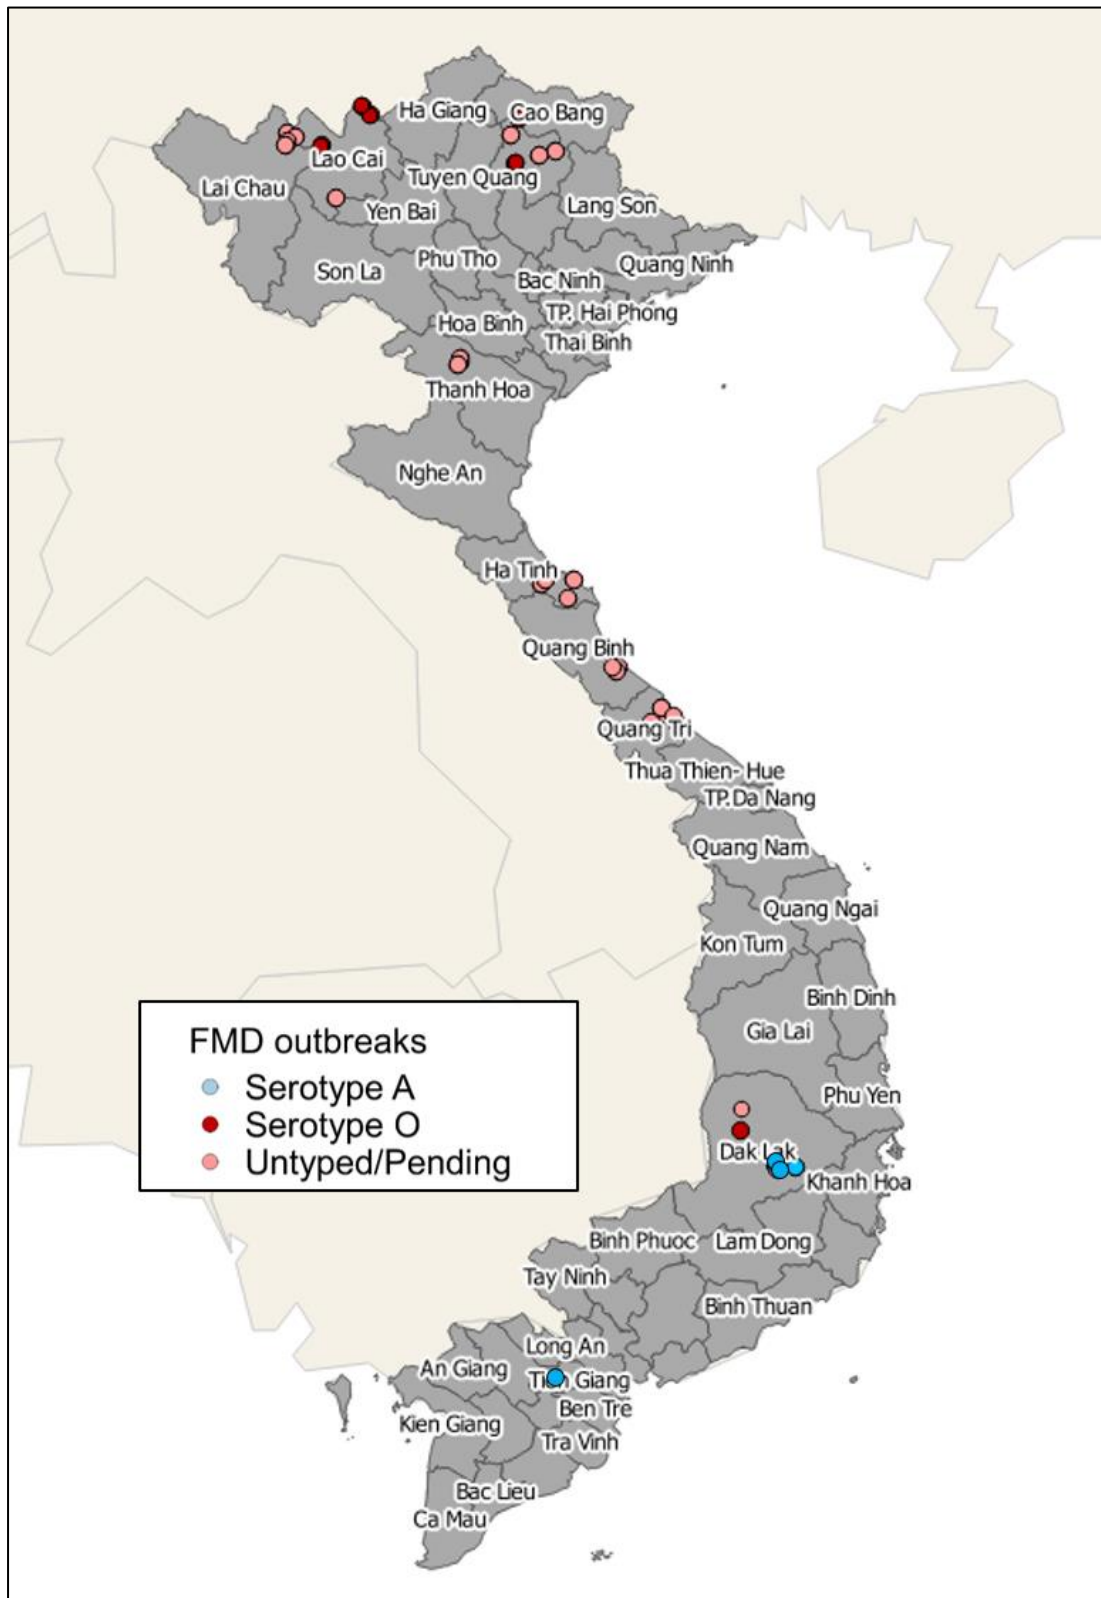 Ha Giang
Cao Bang
Lao Cai
Tuyen Quang
Lai Chau
Yen Bai
Lang Son
Phu Tho
Son La
Quang Ninh
Bac Ninh
TP. Hai Phong
Hoa Binh
Thai Binh
Thanh Hoa
Nghe An
Ha Tinh
Quang Binh
Quang Tri
Thua Thien- Hue
TP.Da Nang
Quang Nam
Quang Ngai
Kon Tum
Binh Dinh
Gia Lai
Phu Yen
Dak Lak
Khanh Hoa
Binh Phuoc
Lam Dong
Tay Ninh
Binh Thuan
Long An
An Giang
Tien Giang
Ben Tre
Kien Giang
Tra Vinh
Bac Lieu
Ca Mau
FMD outbreaks
Serotype A
Serotype O
Untyped/Pending